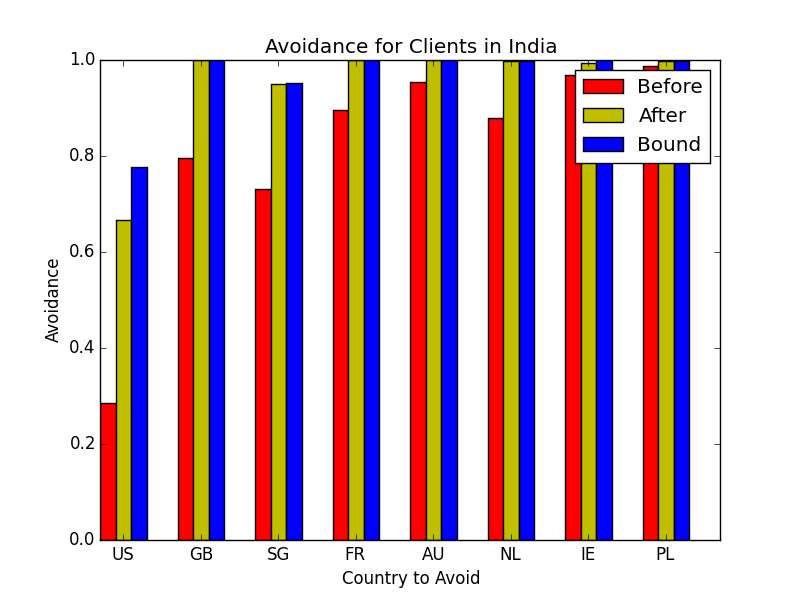 Avoidance for Clients in India
1.0
0.8
0.6
0.4
0.2
0.0
Avoidance
Before
After
Bound
US GB SG FR AU NL IE PL
Country to Avoid